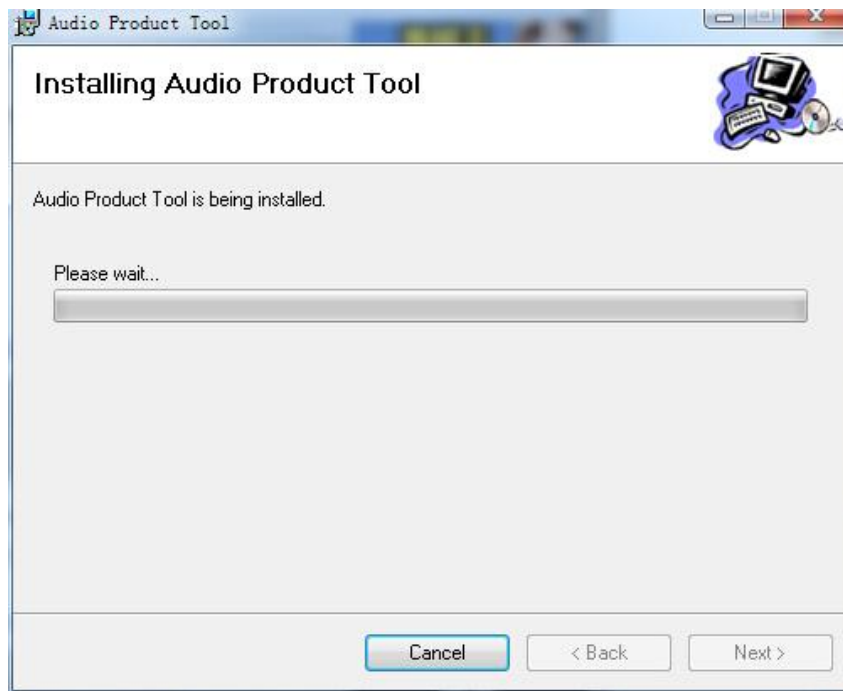 Audio Product Tool
Installing Audio Product Tool
Audio Product Tool is being installed.
Please wait...
Cancel
< Back
Next >